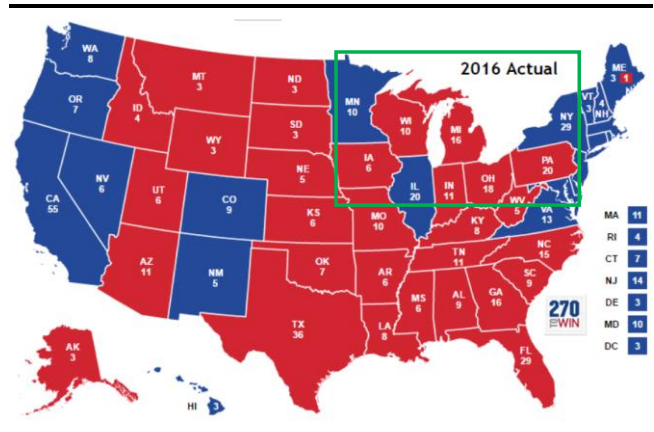 2016 Actual
WA
8
OR
7
CA
55
NV
6
ID
4
MT
3
WY
3
UT
6
AZ
11
CO
9
NM
5
ND
3
SD
3
NE
5
KS
6
OK
7
TX
36
MN
10
IA
6
MO
10
AR
6
LA
8
WI
10
IL
20
MI
16
IN
11
OH
18
KY
8
TN
11
MS
6
AL
9
GA
16
FL
29
SC
9
NC
15
VA
13
WV
5
PA
20
NY
29
VT
3
4
NH
ME
3 1
AK
3
HI 3
MA 11
RI 4
CT 7
NJ 14
DE 3
MD 10
DC 3
270
TO WIN